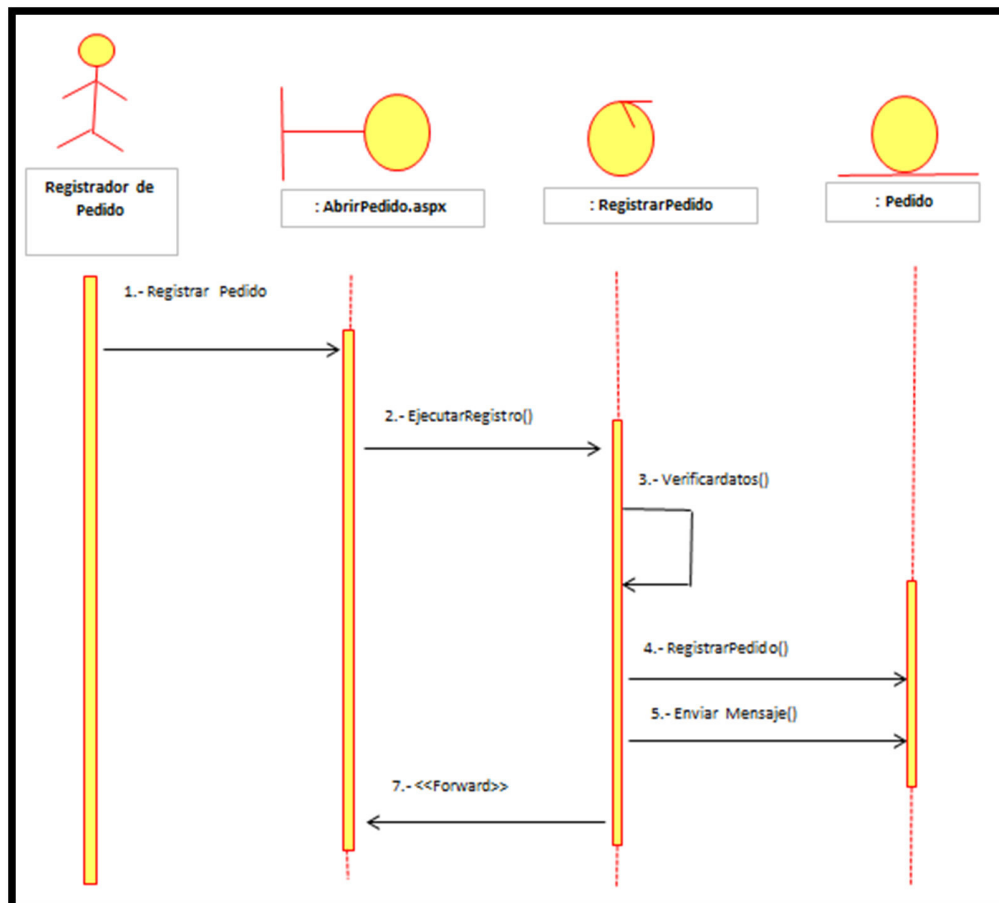 Registrador de
Pedido
: AbrirPedido.aspx
: RegistrarPedido
: Pedido
1.- Registrar Pedido
2.- EjecutarRegistro()
3.- Verificardatos()
4.- RegistrarPedido()
5.- Enviar Mensaje()
7.- <<Forward>>